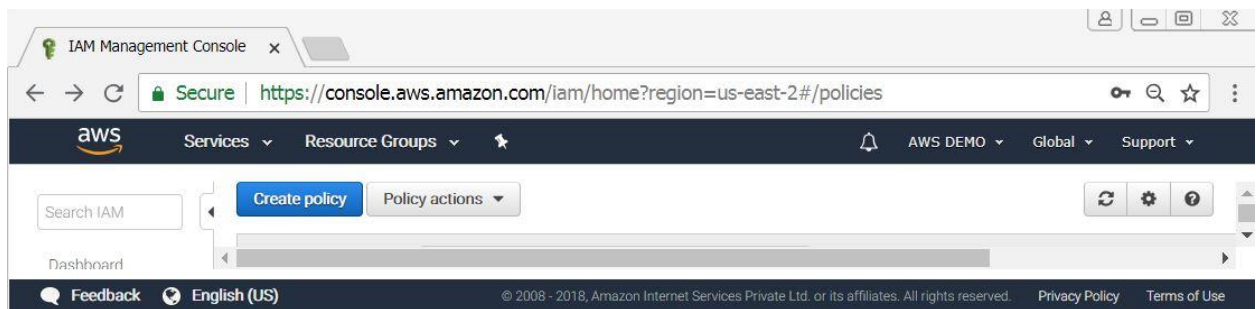 IAM Management Console x
Secure https://console.aws.amazon.com/iam/home?region=us-east-2#/policies
aws Services Resource Groups AWS DEMO Global Support
Search IAM Create policy Policy actions
Dashboard
Feedback English (US) © 2008 - 2018, Amazon Internet Services Private Ltd. or its affiliates. All rights reserved. Privacy Policy Terms of Use